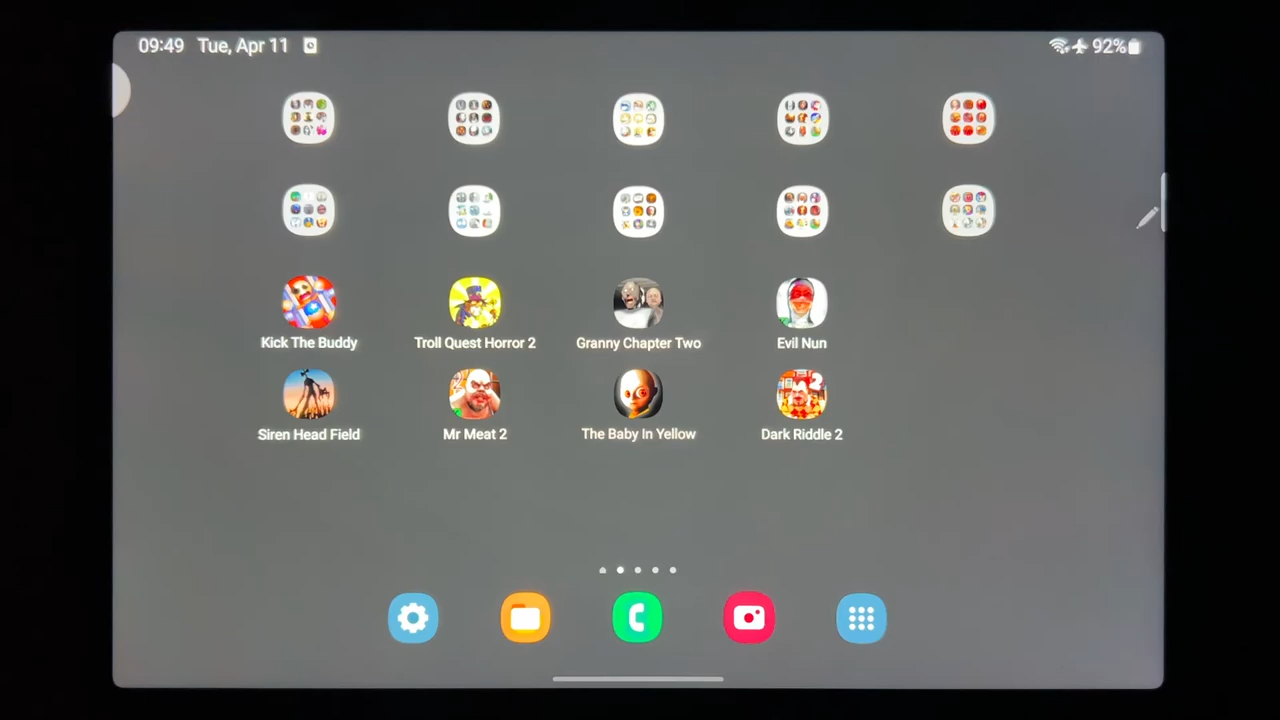 09:49 Tue, Apr 11 92%
Kick The Buddy Troll Quest Horror 2 Granny Chapter Two Evil Nun
2
Siren Head Field Mr Meat 2 The Baby In Yellow Dark Riddle 2